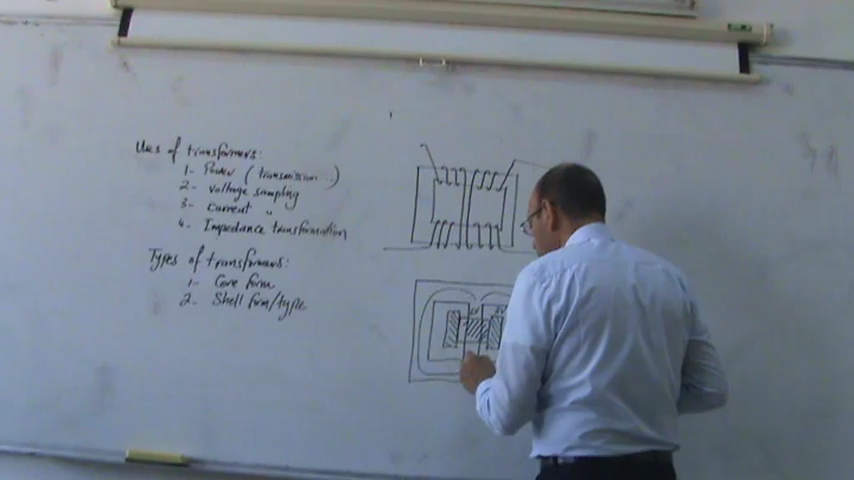 Uses of transformers:
1- Power (transmission...)
2- voltage sampling
3- current "
4- Impedance transformation
Types of transformers:
1- Core form
2- Shell form/type